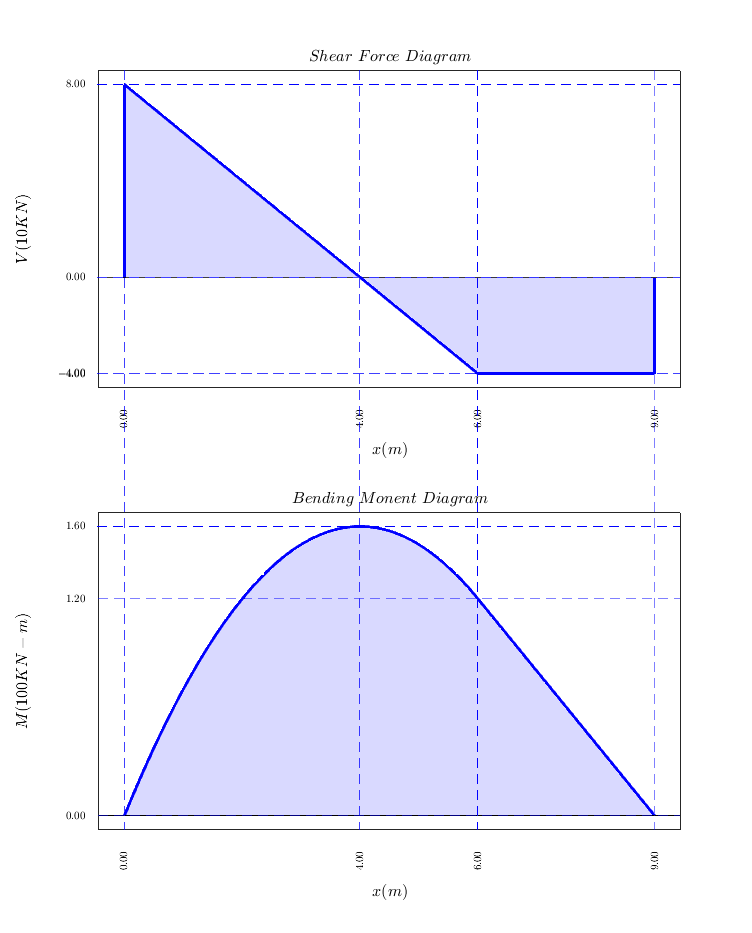 Shear Force Diagram
V(10KN)
8.00
0.00
−4.00
0.00 4.00 6.00 9.00
x(m)
Bending Monent Diagram
M(100KN − m)
1.60
1.20
0.00
0.00 4.00 6.00 9.00
x(m)